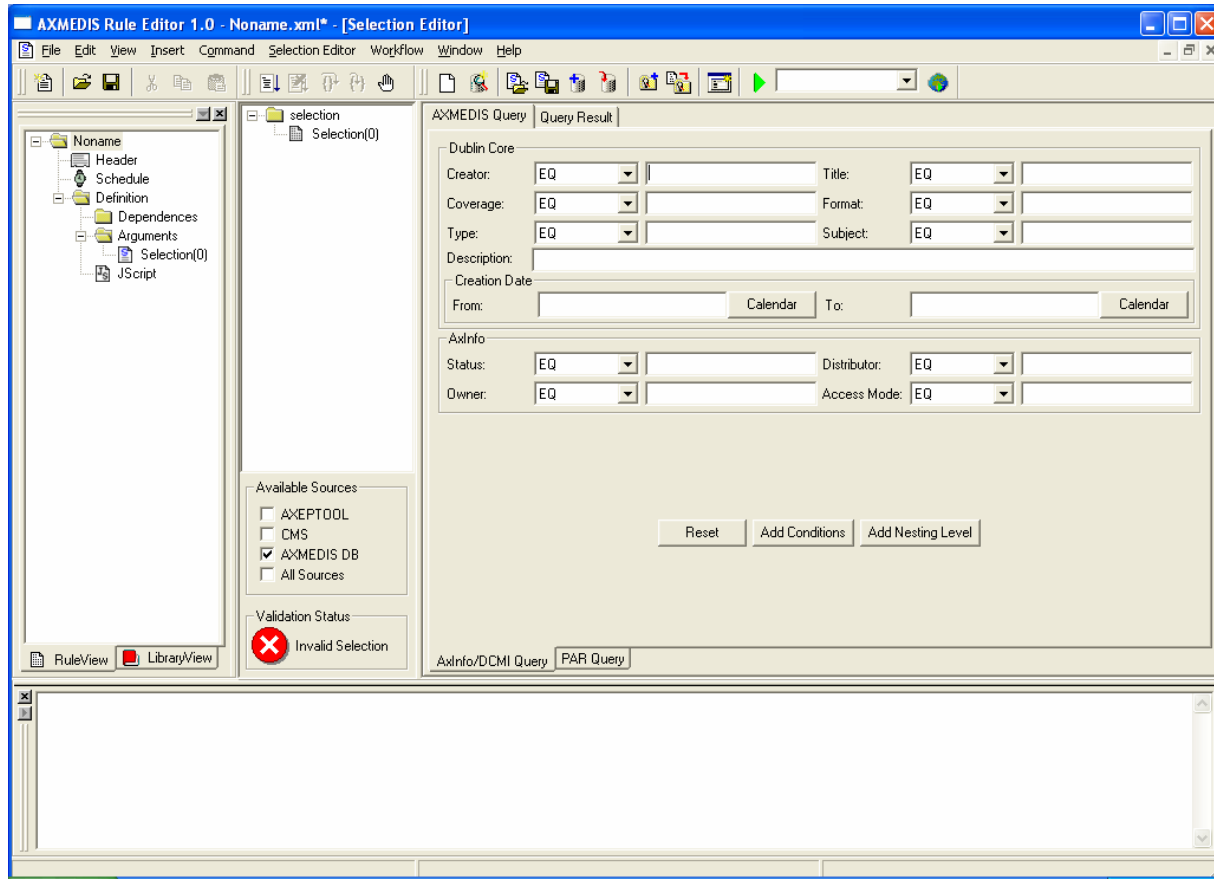 AXMEDIS Rule Editor 1.0 - Noname.xml* - [Selection Editor]
File Edit View Insert Command Selection Editor Workflow Window Help
Noname
Header
Schedule
Definition
Dependences
Arguments
Selection(0)
JScript
RuleView LibraryView
selection
Selection(0)
Available Sources
AXEPTOOL
CMS
AXMEDIS DB
All Sources
Validation Status
Invalid Selection
AXMEDIS Query Query Result
Dublin Core
Creator: EQ Title: EQ
Coverage: EQ Format: EQ
Type: EQ Subject: EQ
Description:
Creation Date
From: Calendar To: Calendar
AxInfo
Status: EQ Distributor: EQ
Owner: EQ Access Mode: EQ
Reset Add Conditions Add Nesting Level
AxInfo/DCMI Query PAR Query